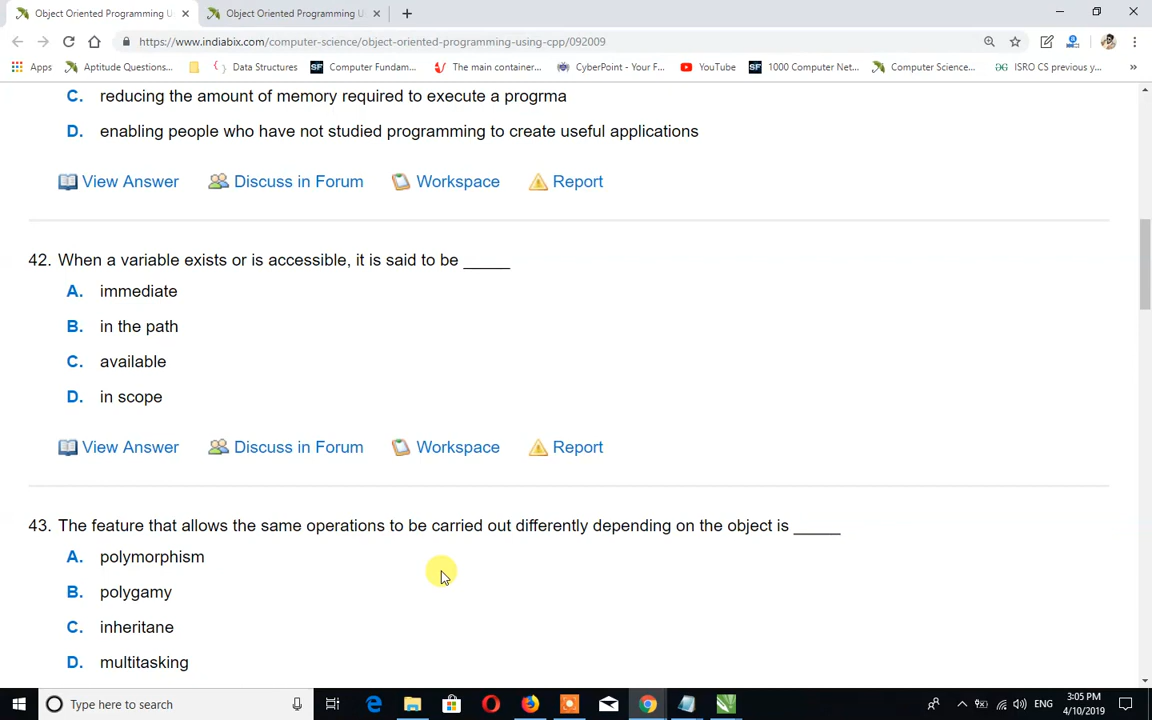 Object Oriented Programming U
Object Oriented Programming U
https://www.indiabix.com/computer-science/object-oriented-programming-using-cpp/092009
Apps Aptitude Questions... Data Structures SF Computer Fundam... The main container... CyberPoint - Your F... YouTube SF 1000 Computer Net... Computer Science... ISRO CS previous y... »
C. reducing the amount of memory required to execute a progrma
D. enabling people who have not studied programming to create useful applications
View Answer Discuss in Forum Workspace Report
42. When a variable exists or is accessible, it is said to be _____
A. immediate
B. in the path
C. available
D. in scope
View Answer Discuss in Forum Workspace Report
43. The feature that allows the same operations to be carried out differently depending on the object is _____
A. polymorphism
B. polygamy
C. inheritane
D. multitasking
Type here to search
ENG
3:05 PM
4/10/2019